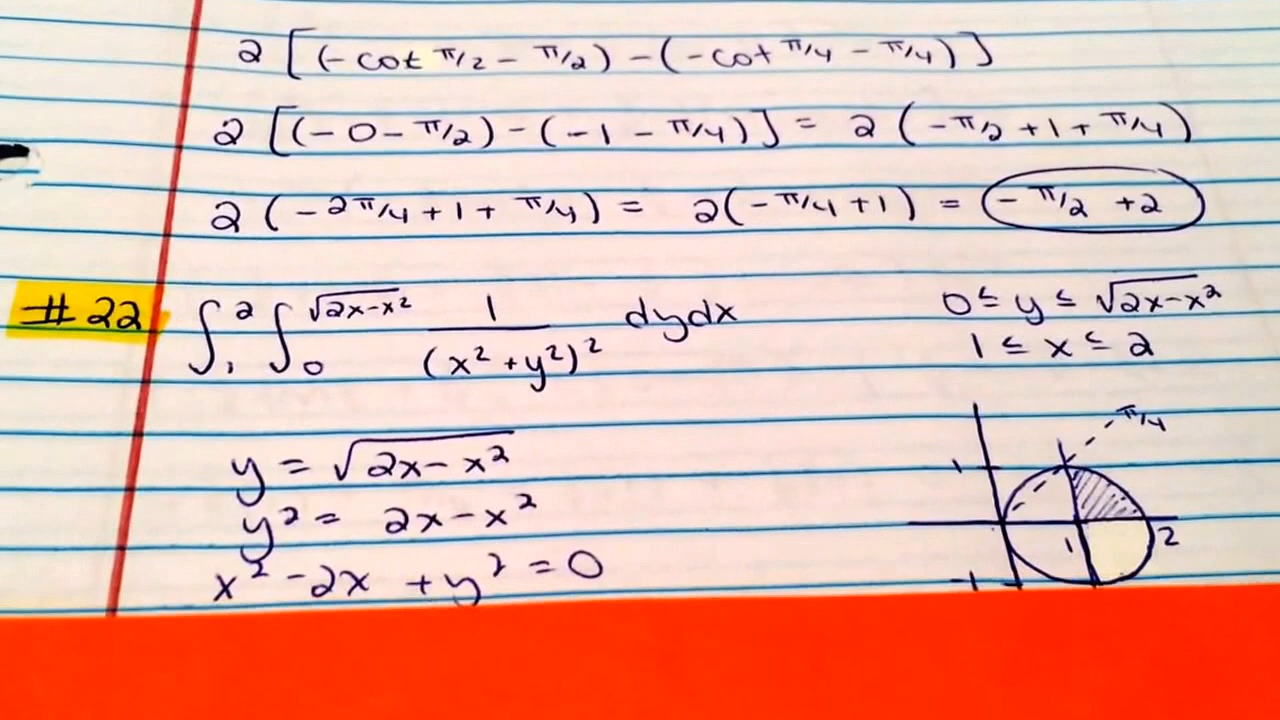 2 [(-cot π/2 - π/2) - (-cot π/4 - π/4)]
2 [(-0 - π/2) - (-1 - π/4)] = 2 (-π/2 + 1 + π/4)
2 (-2π/4 + 1 + π/4) = 2(-π/4 + 1) = -π/2 + 2
#22 ∫₁² ∫₀^√(2x-x²) 1/(x²+y²)² dydx
0 ≤ y ≤ √(2x-x²)
1 ≤ x ≤ 2
y = √(2x-x²)
y² = 2x-x²
x² - 2x + y² = 0
π/4
1
1 2
-1